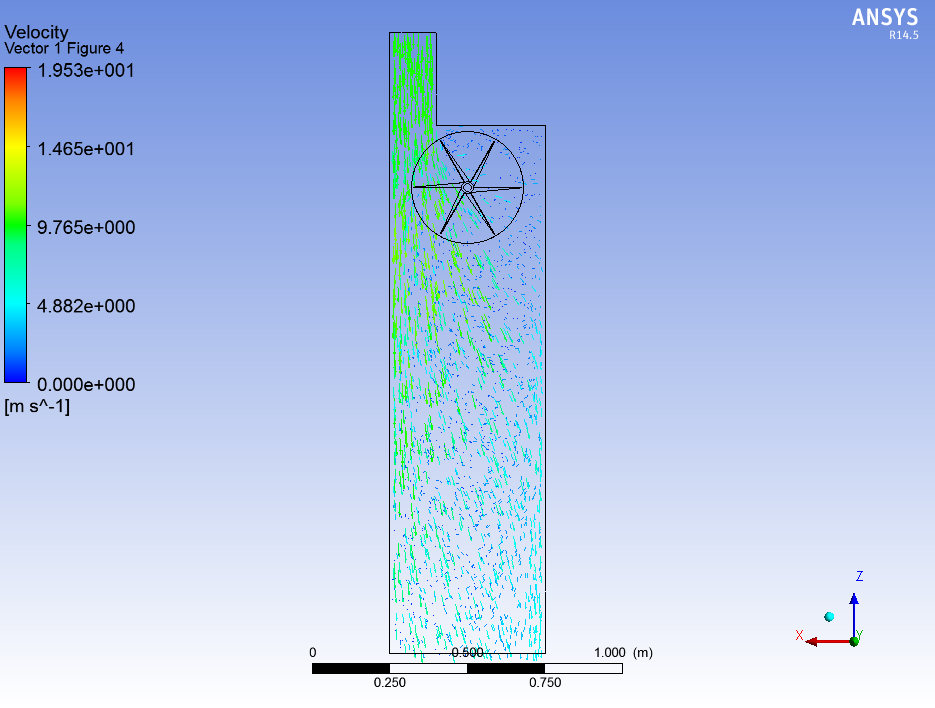 Velocity
Vector 1 Figure 4
ANSYS
R14.5
1.953e+001
1.465e+001
9.765e+000
4.882e+000
0.000e+000
[m s^-1]
Z
X
Y
0
0.500
1.000 (m)
0.250
0.750